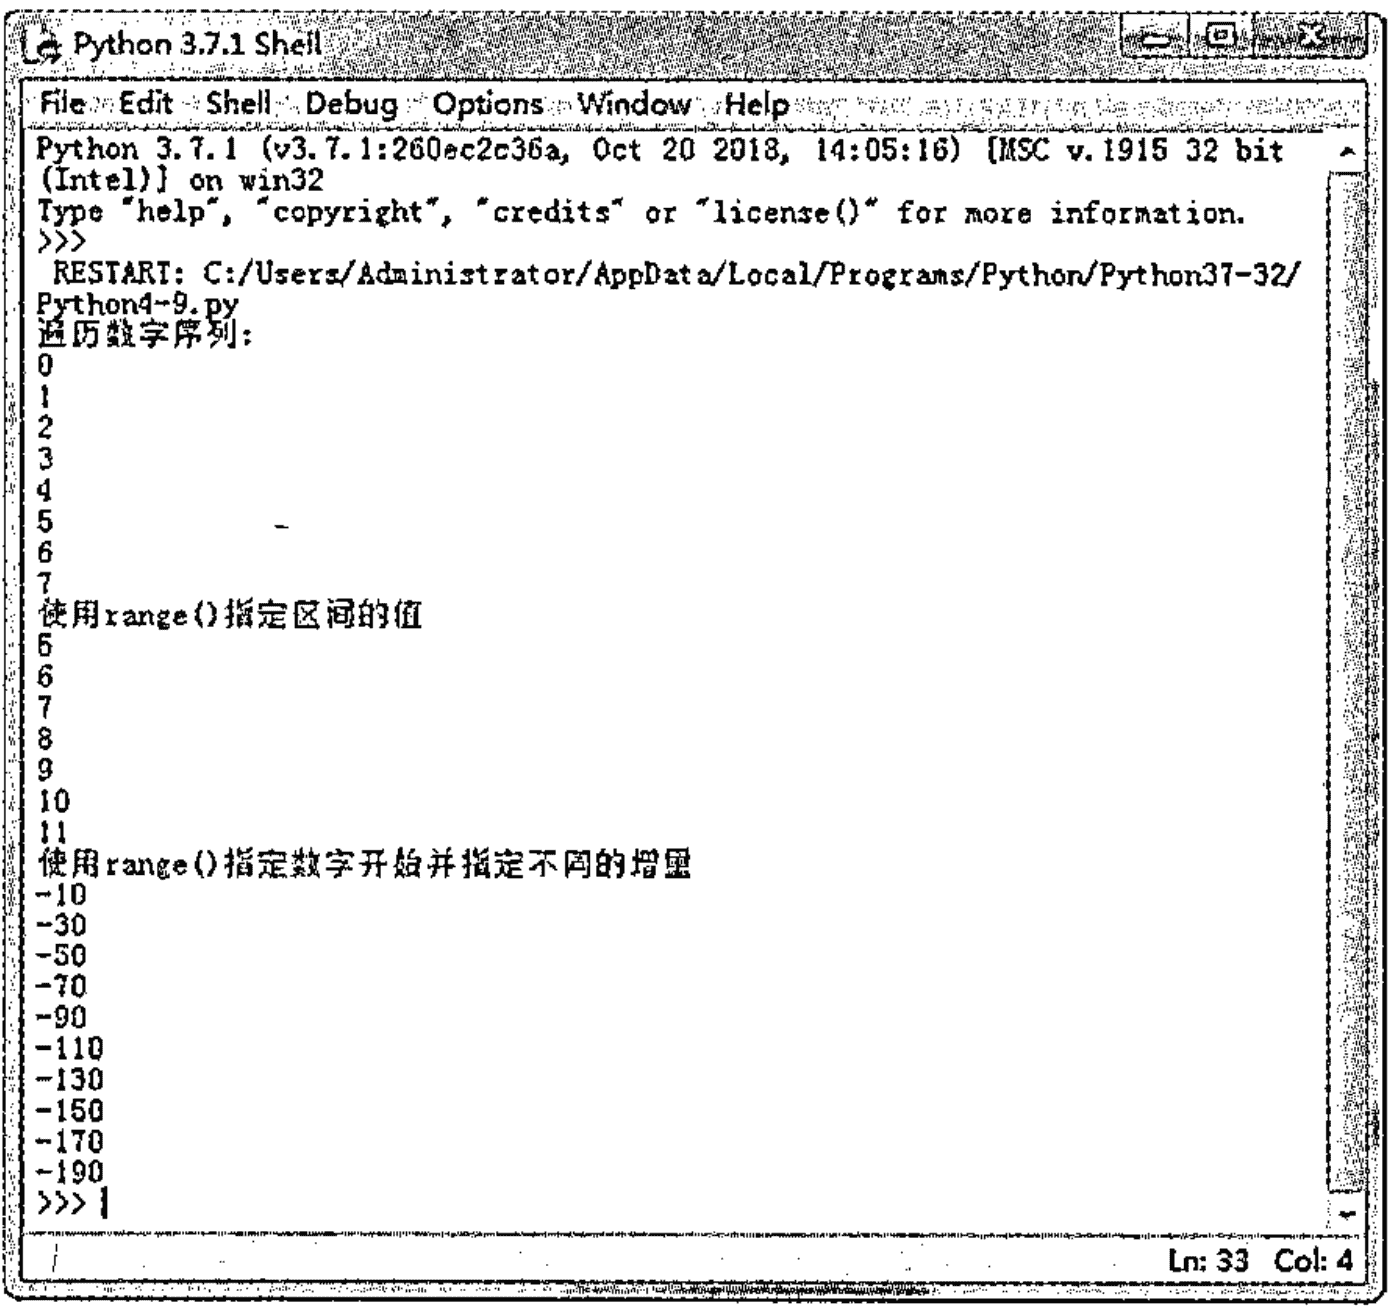 Python 3.7.1 Shell
File Edit Shell Debug Options Window Help
Python 3.7.1 (v3.7.1:260ec2c36a, Oct 20 2018, 14:05:16) [MSC v.1915 32 bit
(Intel)] on win32
Type "help", "copyright", "credits" or "license()" for more information.
>>>
RESTART: C:/Users/Administrator/AppData/Local/Programs/Python/Python37-32/
Python4-9.py
遍历数字序列：
0
1
2
3
4
5
6
7
使用range()指定区间的值
5
6
7
8
9
10
11
使用range()指定数字开始并指定不同的增量
-10
-30
-50
-70
-90
-110
-130
-150
-170
-190
>>>
Ln: 33 Col: 4